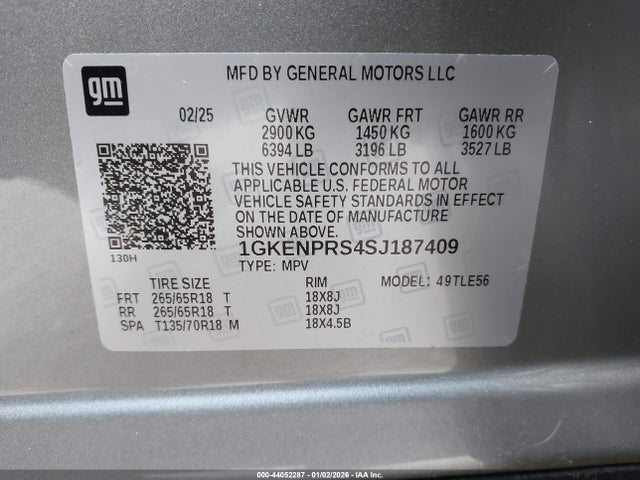 gm
MFD BY GENERAL MOTORS LLC
02/25 GVWR GAWR FRT GAWR RR
2900 KG 1450 KG 1600 KG
6394 LB 3196 LB 3527 LB
THIS VEHICLE CONFORMS TO ALL
APPLICABLE U.S. FEDERAL MOTOR
VEHICLE SAFETY STANDARDS IN EFFECT
ON THE DATE OF MANUFACTURE
SHOWN ABOVE.
130H
1GKENPRS4SJ187409
TYPE: MPV MODEL: 49TLE56
TIRE SIZE RIM
FRT 265/65R18 T 18X8J
RR 265/65R18 T 18X8J
SPA T135/70R18 M 18X4.5B
© 2026 - 44052287 - 01/02/2026 - IAA SJ